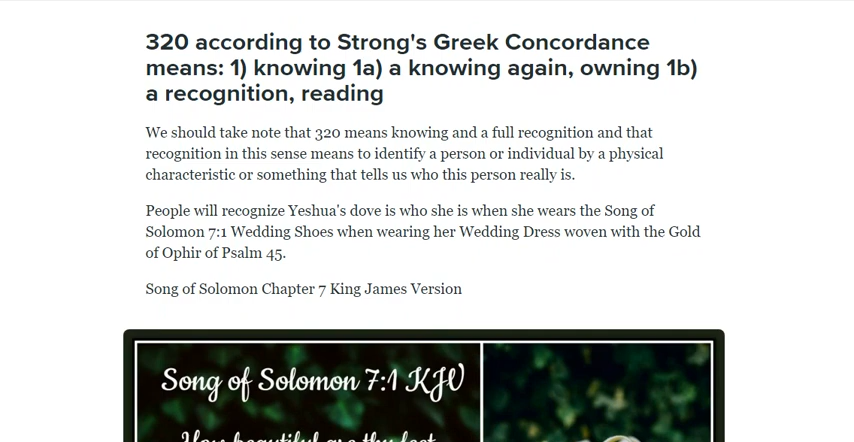 320 according to Strong's Greek Concordance
means: 1) knowing 1a) a knowing again, owning 1b)
a recognition, reading
We should take note that 320 means knowing and a full recognition and that
recognition in this sense means to identify a person or individual by a physical
characteristic or something that tells us who this person really is.
People will recognize Yeshua's dove is who she is when she wears the Song of
Solomon 7:1 Wedding Shoes when wearing her Wedding Dress woven with the Gold
of Ophir of Psalm 45.
Song of Solomon Chapter 7 King James Version
Song of Solomon 7:1 KJV
How beautiful are thy feet